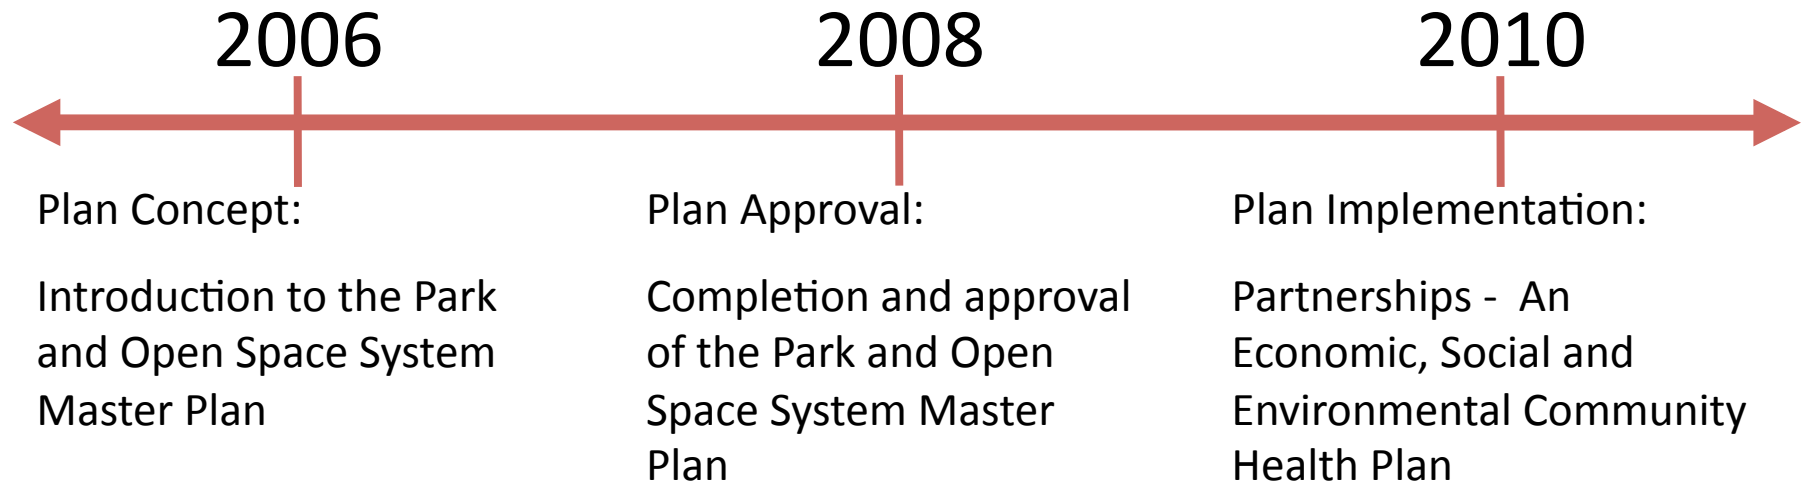 2006
2008
2010
Plan Concept:
Introduction to the Park
and Open Space System
Master Plan
Plan Approval:
Completion and approval
of the Park and Open
Space System Master
Plan
Plan Implementation:
Partnerships -  An
Economic, Social and
Environmental Community
Health Plan